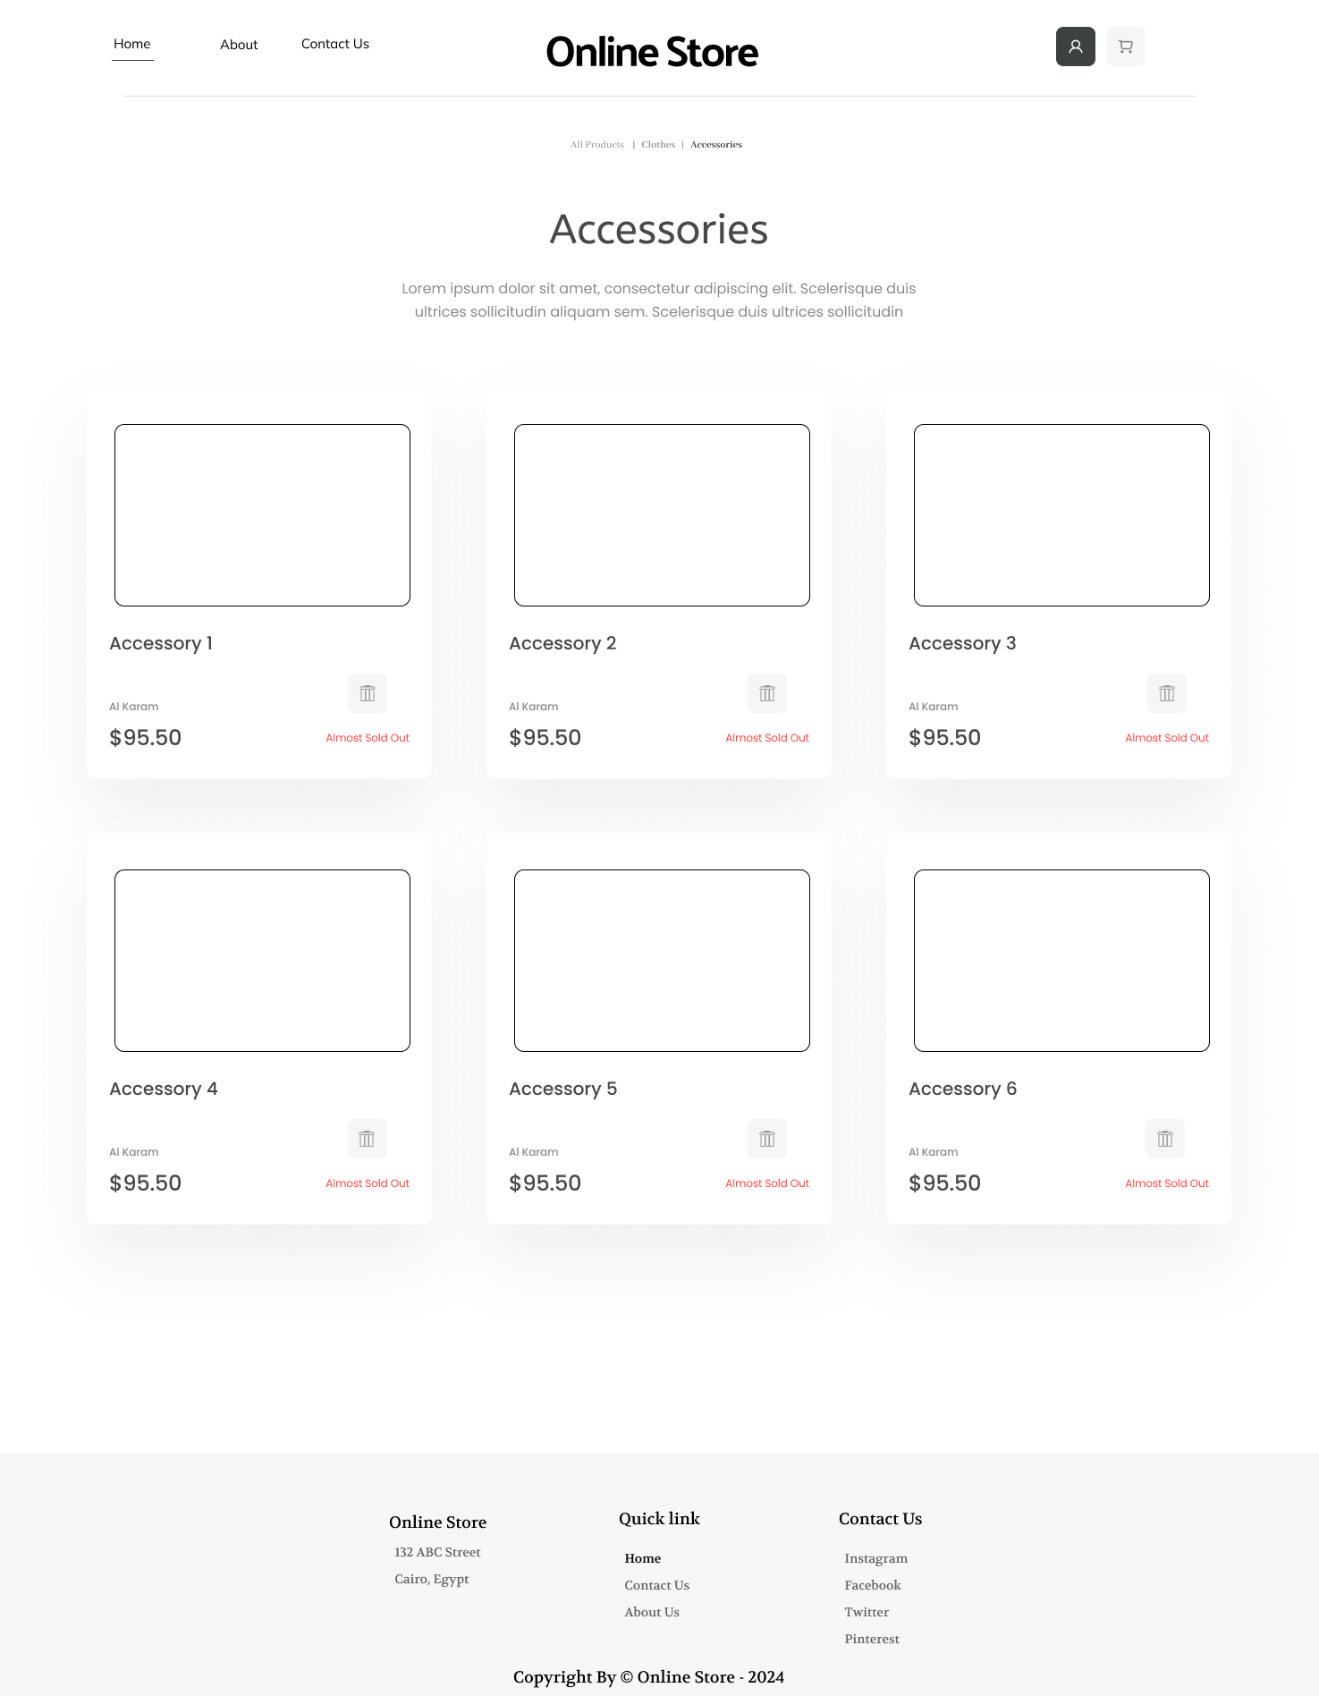 Home About Contact Us Online Store
All Products | Clothes | Accessories
Accessories
Lorem ipsum dolor sit amet, consectetur adipiscing elit. Scelerisque duis
ultrices sollicitudin aliquam sem. Scelerisque duis ultrices sollicitudin
Accessory 1
Al Karam
$95.50 Almost Sold Out
Accessory 2
Al Karam
$95.50 Almost Sold Out
Accessory 3
Al Karam
$95.50 Almost Sold Out
Accessory 4
Al Karam
$95.50 Almost Sold Out
Accessory 5
Al Karam
$95.50 Almost Sold Out
Accessory 6
Al Karam
$95.50 Almost Sold Out
Online Store
132 ABC Street
Cairo, Egypt
Quick link
Home
Contact Us
About Us
Contact Us
Instagram
Facebook
Twitter
Pinterest
Copyright By © Online Store - 2024